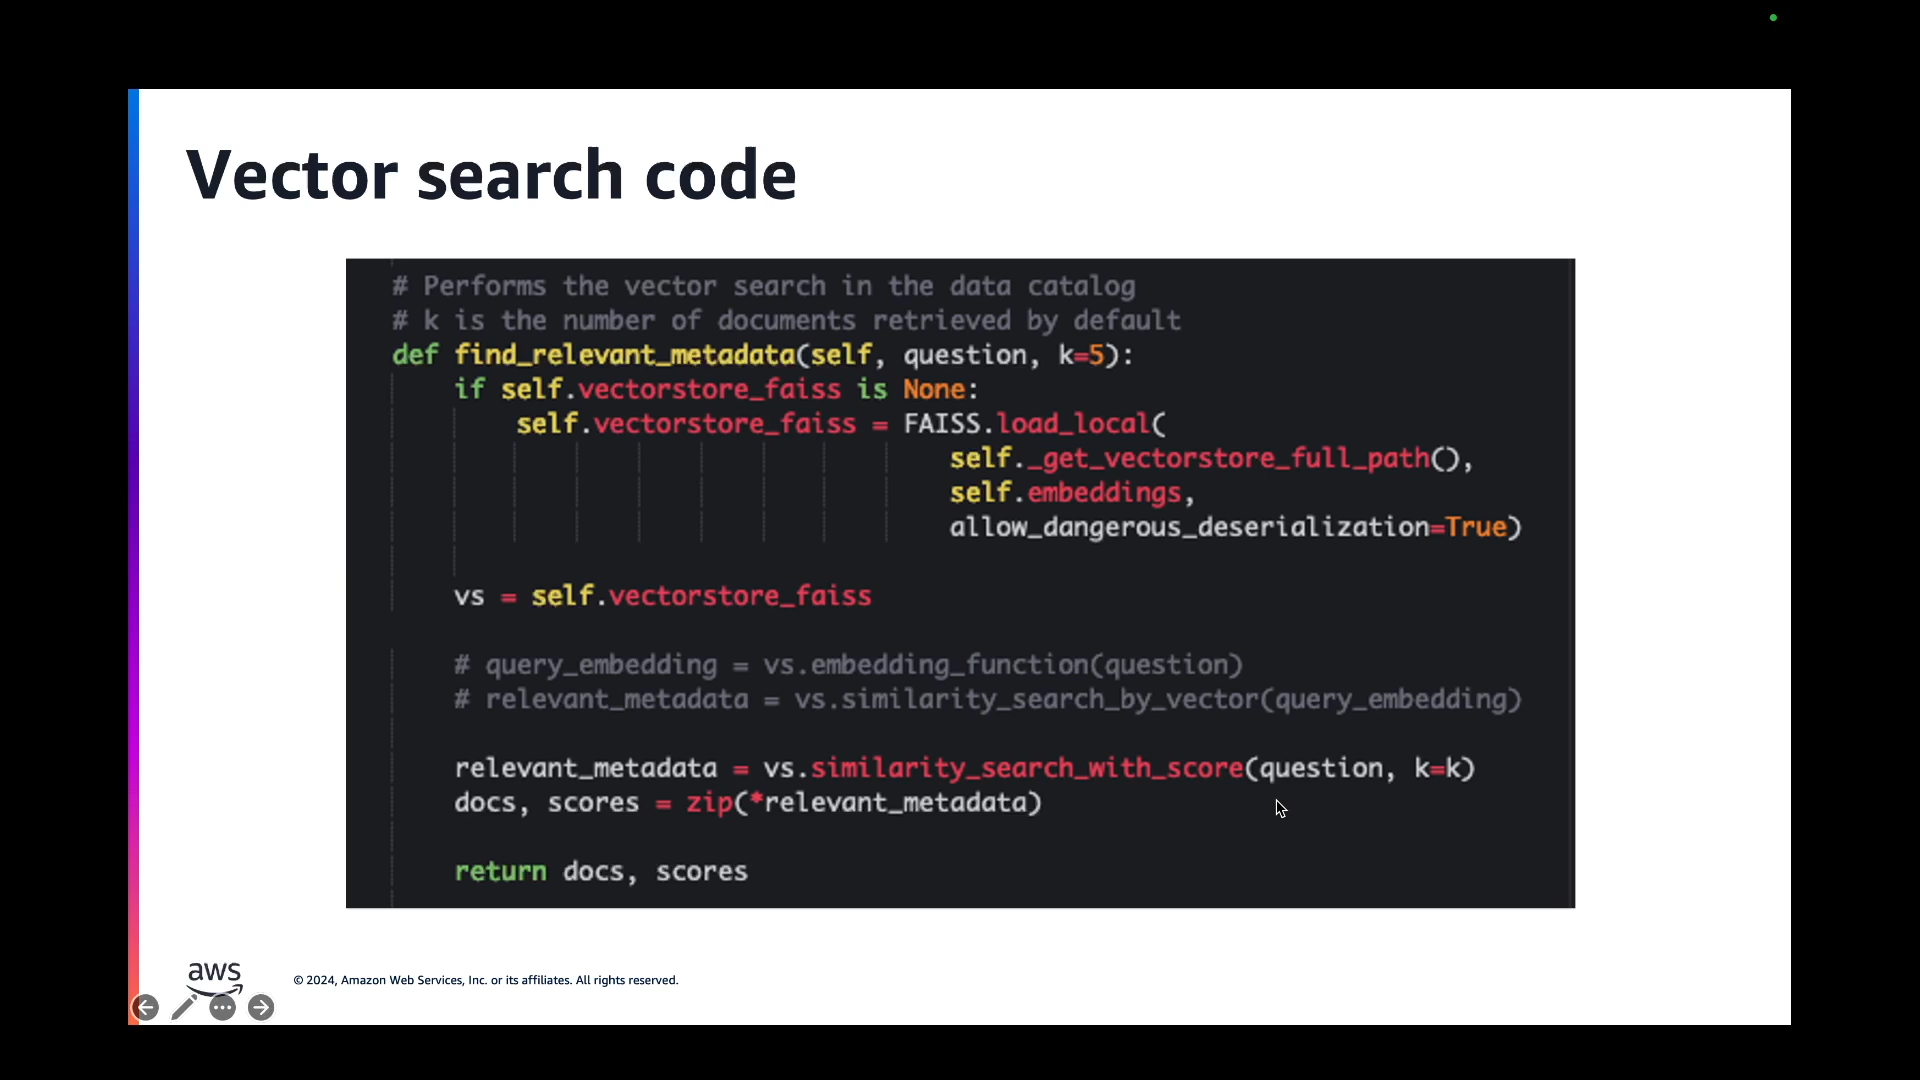 Vector search code
# Performs the vector search in the data catalog
# k is the number of documents retrieved by default
def find_relevant_metadata(self, question, k=5):
    if self.vectorstore_faiss is None:
        self.vectorstore_faiss = FAISS.load_local(
                                    self._get_vectorstore_full_path(),
                                    self.embeddings,
                                    allow_dangerous_deserialization=True)
    vs = self.vectorstore_faiss
    # query_embedding = vs.embedding_function(question)
    # relevant_metadata = vs.similarity_search_by_vector(query_embedding)
    relevant_metadata = vs.similarity_search_with_score(question, k=k)
    docs, scores = zip(*relevant_metadata)
    return docs, scores
aws
© 2024, Amazon Web Services, Inc. or its affiliates. All rights reserved.